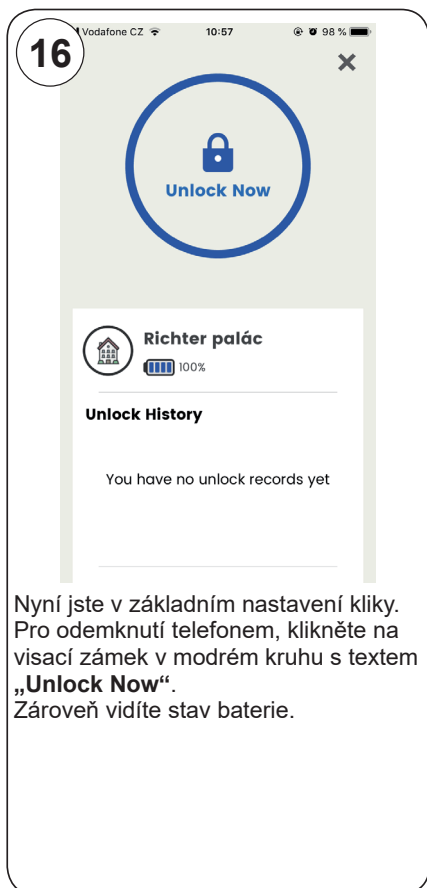 16
Vodafone CZ 10:57 98 %
Unlock Now
Richter palác
100%
Unlock History
You have no unlock records yet
Nyní jste v základním nastavení kliky.
Pro odemknutí telefonem, klikněte na
visací zámek v modrém kruhu s textem
„Unlock Now“.
Zároveň vidíte stav baterie.